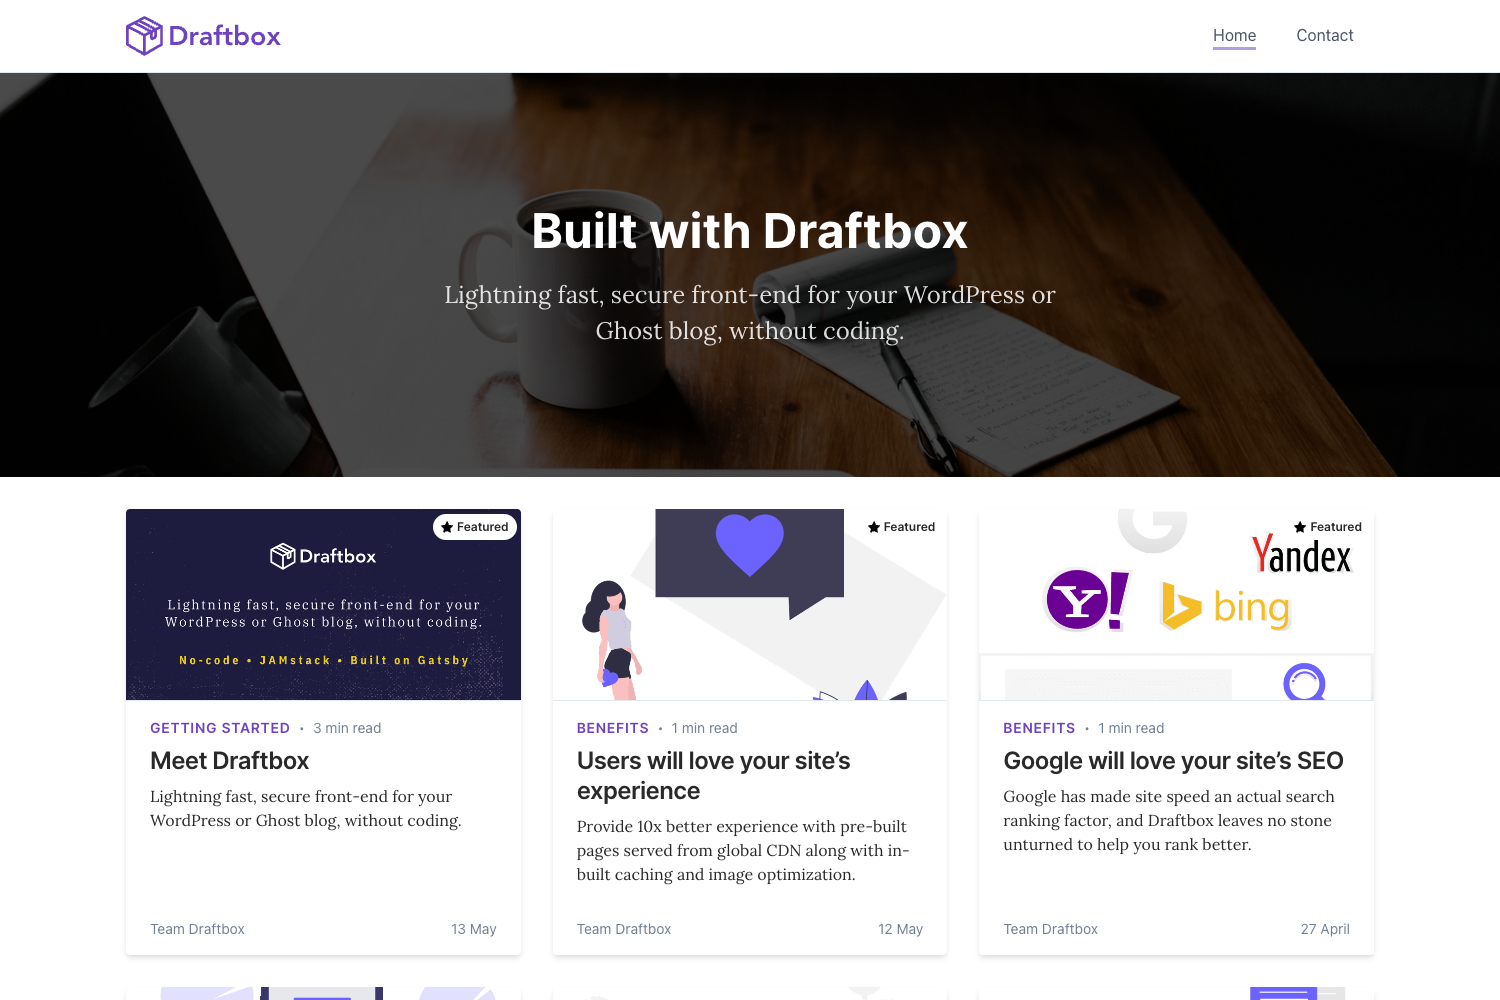 Draftbox
Home
Contact
Built with Draftbox
Lightning fast, secure front-end for your WordPress or
Ghost blog, without coding.
Featured
Draftbox
Lightning fast, secure front-end for your
WordPress or Ghost blog, without coding.
No-code • JAMstack • Built on Gatsby
GETTING STARTED • 3 min read
Meet Draftbox
Lightning fast, secure front-end for your
WordPress or Ghost blog, without coding.
Team Draftbox
13 May
Featured
BENEFITS • 1 min read
Users will love your site’s
experience
Provide 10x better experience with pre-built
pages served from global CDN along with in-
built caching and image optimization.
Team Draftbox
12 May
G
Featured
Yandex
Y!
bing
BENEFITS • 1 min read
Google will love your site’s SEO
Google has made site speed an actual search
ranking factor, and Draftbox leaves no stone
unturned to help you rank better.
Team Draftbox
27 April